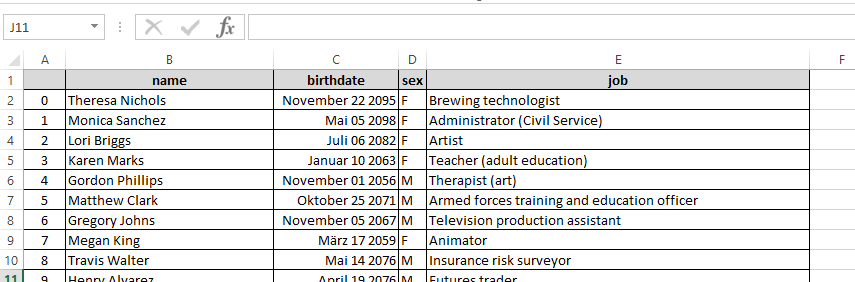 J11 fx
A B C D E F
1 name birthdate sex job
2 0 Theresa Nichols November 22 2095 F Brewing technologist
3 1 Monica Sanchez Mai 05 2098 F Administrator (Civil Service)
4 2 Lori Briggs Juli 06 2082 F Artist
5 3 Karen Marks Januar 10 2063 F Teacher (adult education)
6 4 Gordon Phillips November 01 2056 M Therapist (art)
7 5 Matthew Clark Oktober 25 2071 M Armed forces training and education officer
8 6 Gregory Johns November 05 2067 M Television production assistant
9 7 Megan King März 17 2059 F Animator
10 8 Travis Walter Mai 14 2076 M Insurance risk surveyor
11 9 Henry Alvarez April 19 2076 M Futures trader